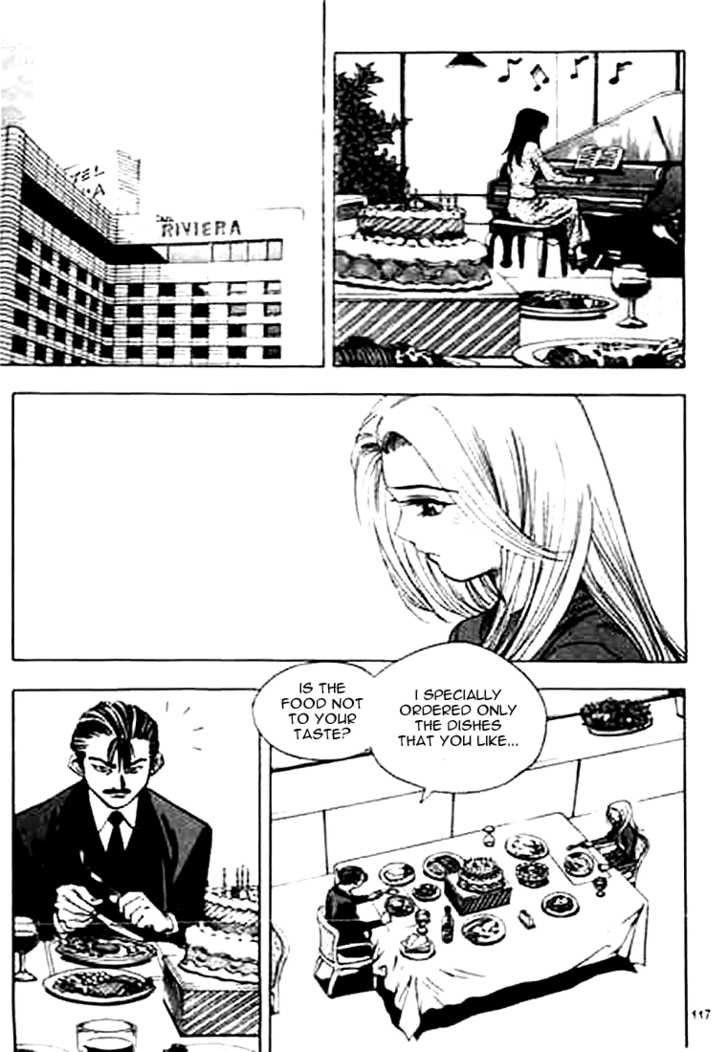 RIVIERA
IS THE
FOOD NOT
TO YOUR
TASTE?
I SPECIALLY
ORDERED ONLY
THE DISHES
THAT YOU LIKE...
117